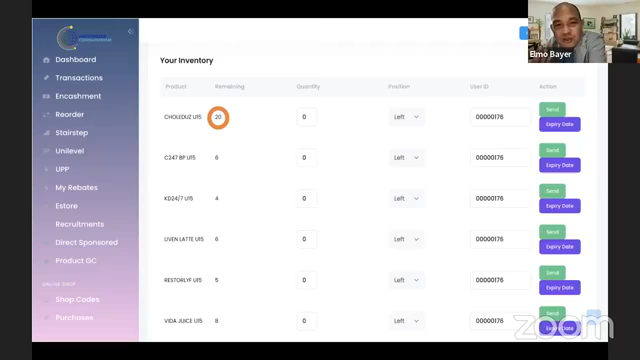 Elmo Bayer
Dashboard
Transactions
Encashment
Reorder
Stairstep
Unilevel
UPP
My Rebates
Estore
Recruitments
Direct Sponsored
Product GC
ONLINE SHOP
Shop Codes
Purchases
Your Inventory
Product Remaining Quantity Position User ID Action
CHOLEDUZ U15 20 0 Left 00000176 Send
Expiry Date
C247 BP U15 6 0 Left 00000176 Send
Expiry Date
KD24/7 U15 4 0 Left 00000176 Send
Expiry Date
LIVEN LATTE U15 6 0 Left 00000176 Send
Expiry Date
RESTORLYF U15 5 0 Left 00000176 Send
Expiry Date
VIDA JUICE U15 8 0 Left 00000176 Send
Expiry Date
zoom